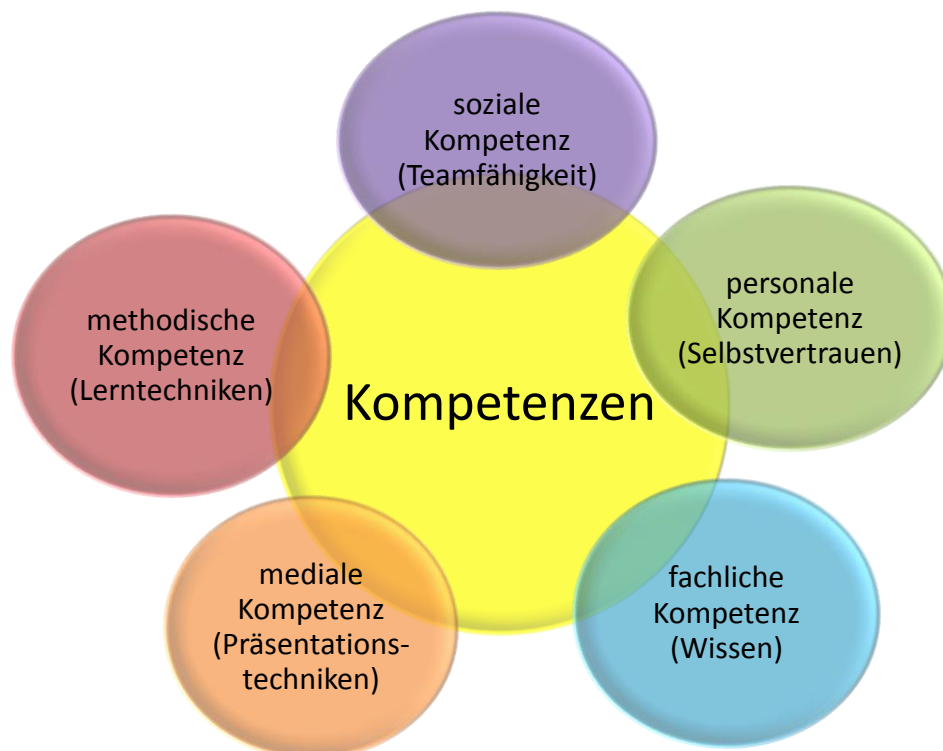 soziale
Kompetenz
(Teamfähigkeit)
personale
Kompetenz
(Selbstvertrauen)
methodische
Kompetenz
(Lerntechniken)
Kompetenzen
mediale
Kompetenz
(Präsentations-
techniken)
fachliche
Kompetenz
(Wissen)